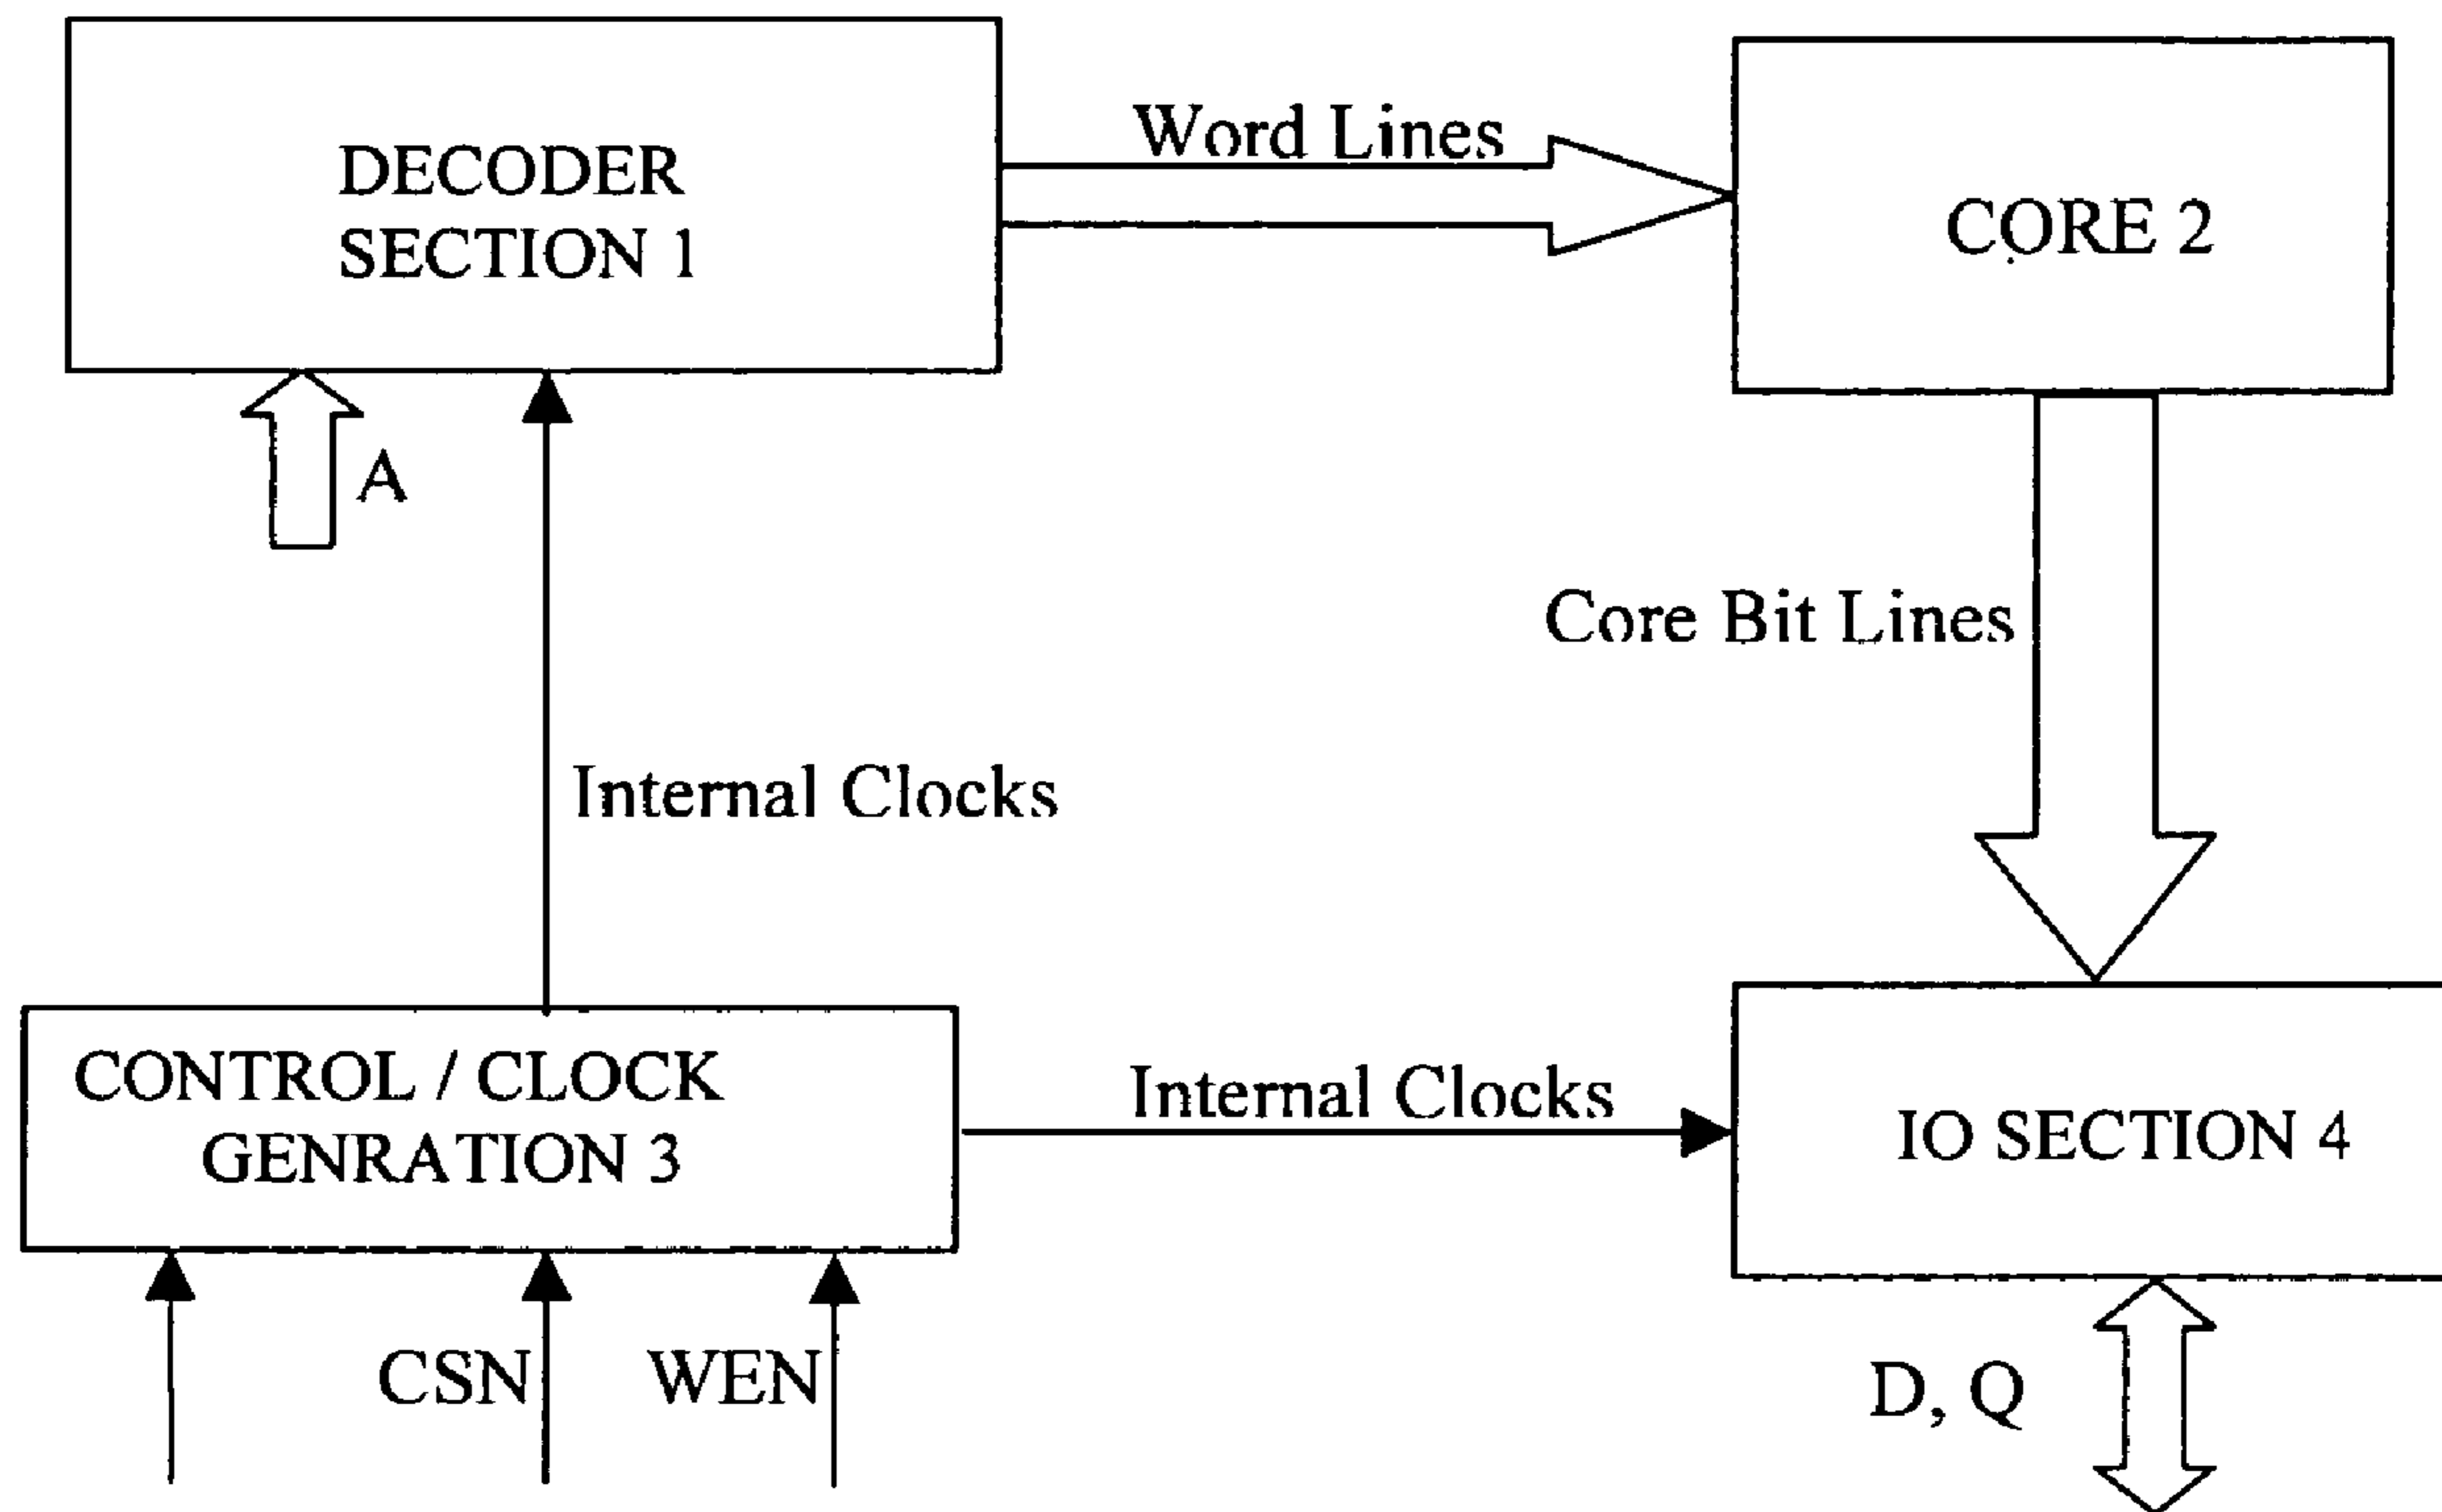 DECODER
SECTION 1
Word Lines
CORE 2
A
Core Bit Lines
Internal Clocks
CONTROL / CLOCK
GENRATION 3
Internal Clocks
IO SECTION 4
CSN
WEN
D, Q